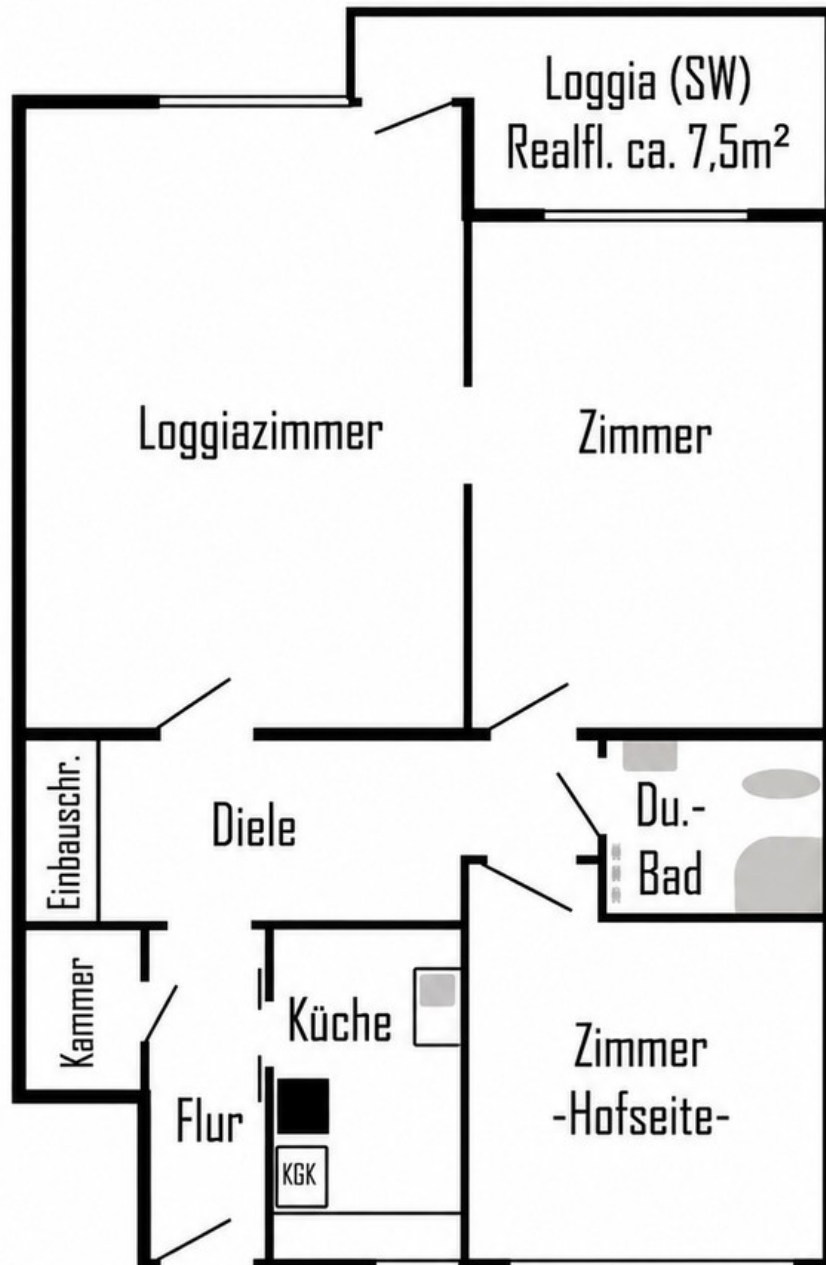 Loggia (SW)
Realfl. ca. 7,5m²
Loggiazimmer
Zimmer
Einbauschr.
Diele
Du.-
Bad
Kammer
Küche
Zimmer
-Hofseite-
Flur
KGK